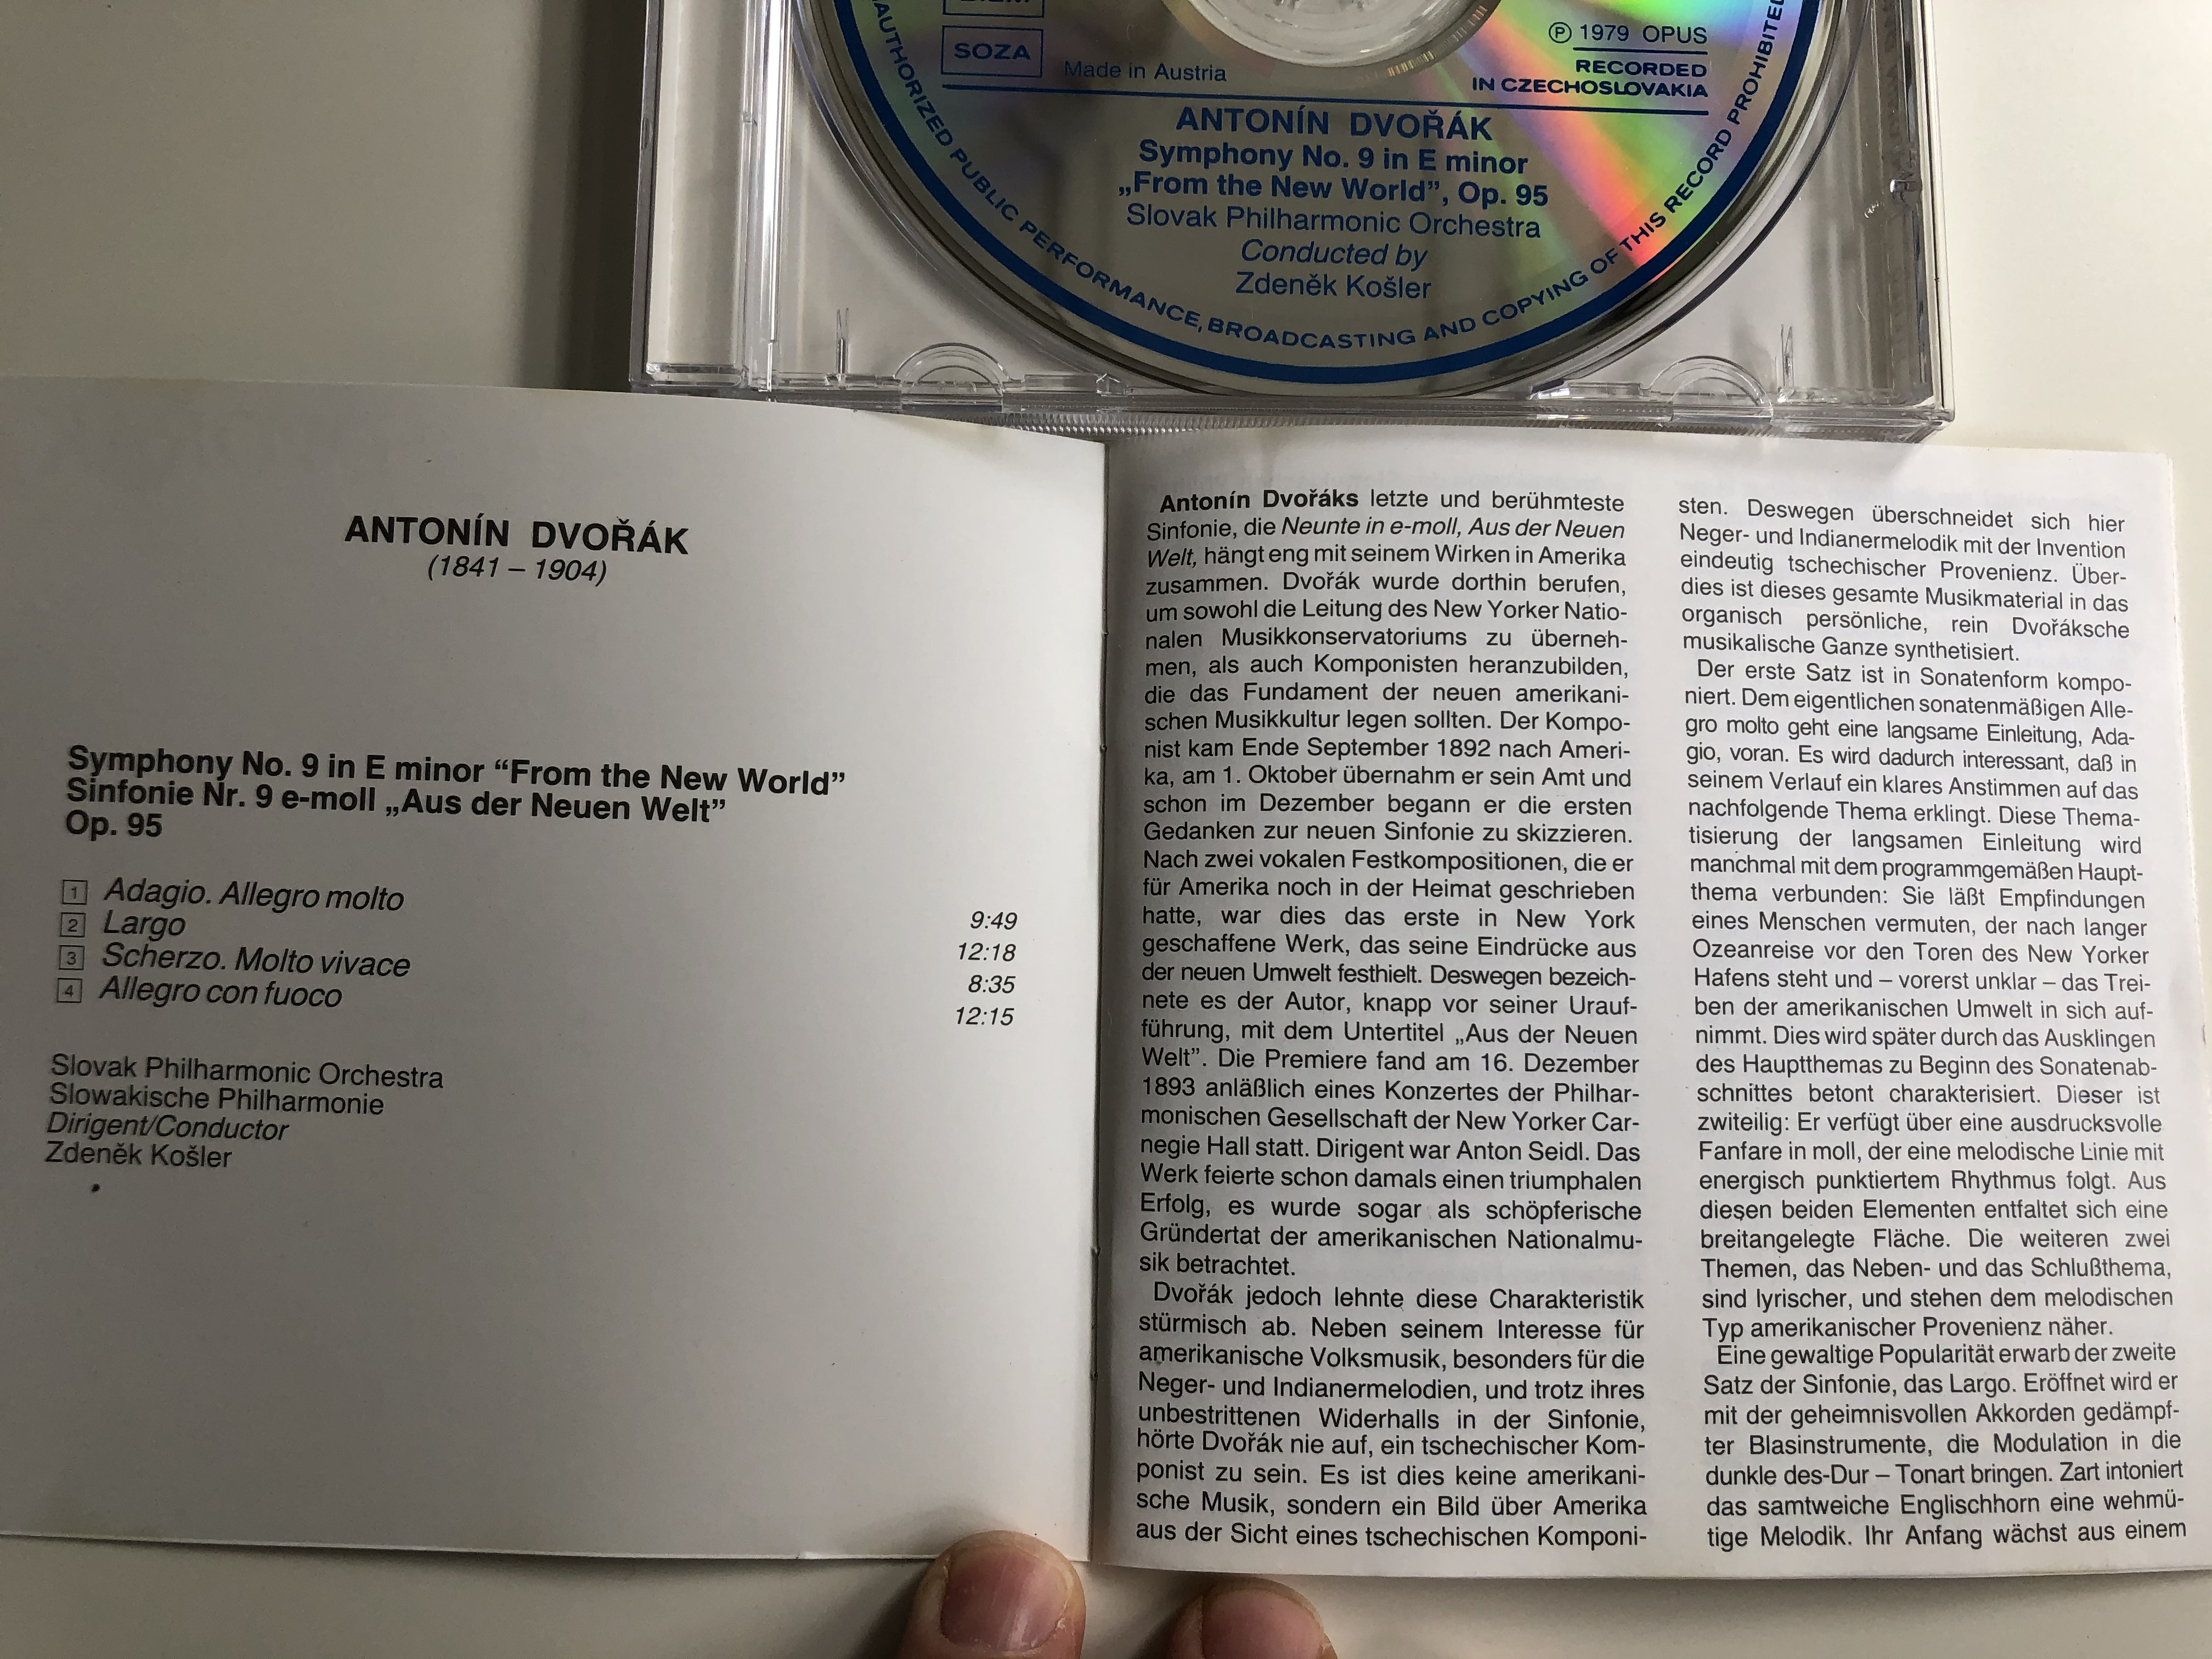 SOZA
Made in Austria
Ⓟ 1979 OPUS
RECORDED
IN CZECHOSLOVAKIA
ANTONÍN DVOŘÁK
Symphony No. 9 in E minor
„From the New World”, Op. 95
Slovak Philharmonic Orchestra
Conducted by
Zdeněk Košler
AUTHORIZED PUBLIC PERFORMANCE, BROADCASTING AND COPYING OF THIS RECORD PROHIBITED
ANTONÍN DVOŘÁK
(1841 – 1904)
Symphony No. 9 in E minor “From the New World”
Sinfonie Nr. 9 e-moll „Aus der Neuen Welt”
Op. 95
1 Adagio. Allegro molto 9:49
2 Largo 12:18
3 Scherzo. Molto vivace 8:35
4 Allegro con fuoco 12:15
Slovak Philharmonic Orchestra
Slowakische Philharmonie
Dirigent/Conductor
Zdeněk Košler
Antonín Dvořáks letzte und berühmteste
Sinfonie, die Neunte in e-moll, Aus der Neuen
Welt, hängt eng mit seinem Wirken in Amerika
zusammen. Dvořák wurde dorthin berufen,
um sowohl die Leitung des New Yorker Natio-
nalen Musikkonservatoriums zu überneh-
men, als auch Komponisten heranzubilden,
die das Fundament der neuen amerikani-
schen Musikkultur legen sollten. Der Kompo-
nist kam Ende September 1892 nach Ameri-
ka, am 1. Oktober übernahm er sein Amt und
schon im Dezember begann er die ersten
Gedanken zur neuen Sinfonie zu skizzieren.
Nach zwei vokalen Festkompositionen, die er
für Amerika noch in der Heimat geschrieben
hatte, war dies das erste in New York
geschaffene Werk, das seine Eindrücke aus
der neuen Umwelt festhielt. Deswegen bezeich-
nete es der Autor, knapp vor seiner Urauf-
führung, mit dem Untertitel „Aus der Neuen
Welt”. Die Premiere fand am 16. Dezember
1893 anläßlich eines Konzertes der Philhar-
monischen Gesellschaft der New Yorker Car-
negie Hall statt. Dirigent war Anton Seidl. Das
Werk feierte schon damals einen triumphalen
Erfolg, es wurde sogar als schöpferische
Gründertat der amerikanischen Nationalmu-
sik betrachtet.
Dvořák jedoch lehnte diese Charakteristik
stürmisch ab. Neben seinem Interesse für
amerikanische Volksmusik, besonders für die
Neger- und Indianermelodien, und trotz ihres
unbestrittenen Widerhalls in der Sinfonie,
hörte Dvořák nie auf, ein tschechischer Kom-
ponist zu sein. Es ist dies keine amerikani-
sche Musik, sondern ein Bild über Amerika
aus der Sicht eines tschechischen Komponi-
sten. Deswegen überschneidet sich hier
Neger- und Indianermelodik mit der Invention
eindeutig tschechischer Provenienz. Über-
dies ist dieses gesamte Musikmaterial in das
organisch persönliche, rein Dvořáksche
musikalische Ganze synthetisiert.
Der erste Satz ist in Sonatenform kompo-
niert. Dem eigentlichen sonatenmäßigen Alle-
gro molto geht eine langsame Einleitung, Ada-
gio, voran. Es wird dadurch interessant, daß in
seinem Verlauf ein klares Anstimmen auf das
nachfolgende Thema erklingt. Diese Thema-
tisierung der langsamen Einleitung wird
manchmal mit dem programmgemäßen Haupt-
thema verbunden: Sie läßt Empfindungen
eines Menschen vermuten, der nach langer
Ozeanreise vor den Toren des New Yorker
Hafens steht und – vorerst unklar – das Trei-
ben der amerikanischen Umwelt in sich auf-
nimmt. Dies wird später durch das Ausklingen
des Hauptthemas zu Beginn des Sonatenab-
schnittes betont charakterisiert. Dieser ist
zwiteilig: Er verfügt über eine ausdrucksvolle
Fanfare in moll, der eine melodische Linie mit
energisch punktiertem Rhythmus folgt. Aus
diesen beiden Elementen entfaltet sich eine
breitangelegte Fläche. Die weiteren zwei
Themen, das Neben- und das Schlußthema,
sind lyrischer, und stehen dem melodischen
Typ amerikanischer Provenienz näher.
Eine gewaltige Popularität erwarb der zweite
Satz der Sinfonie, das Largo. Eröffnet wird er
mit der geheimnisvollen Akkorden gedämpf-
ter Blasinstrumente, die Modulation in die
dunkle des-Dur – Tonart bringen. Zart intoniert
das samtweiche Englischhorn eine wehmü-
tige Melodik. Ihr Anfang wächst aus einem